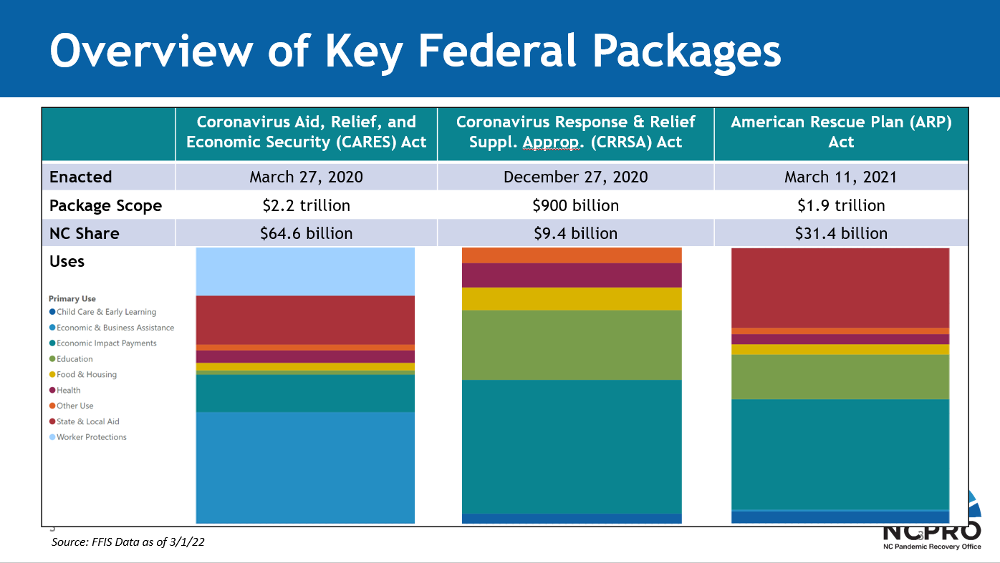 Overview of Key Federal Packages
Coronavirus Aid, Relief, and
Economic Security (CARES) Act
Coronavirus Response & Relief
Suppl. Approp. (CRRSA) Act
American Rescue Plan (ARP)
Act
Enacted
March 27, 2020
December 27, 2020
March 11, 2021
Package Scope
$2.2 trillion
$900 billion
$1.9 trillion
NC Share
$64.6 billion
$9.4 billion
$31.4 billion
Uses
Primary Use
Child Care & Early Learning
Economic & Business Assistance
Economic Impact Payments
Education
Food & Housing
Health
Other Use
State & Local Aid
Worker Protections
Source: FFIS Data as of 3/1/22
NCPRO
3
NC Pandemic Recovery Office